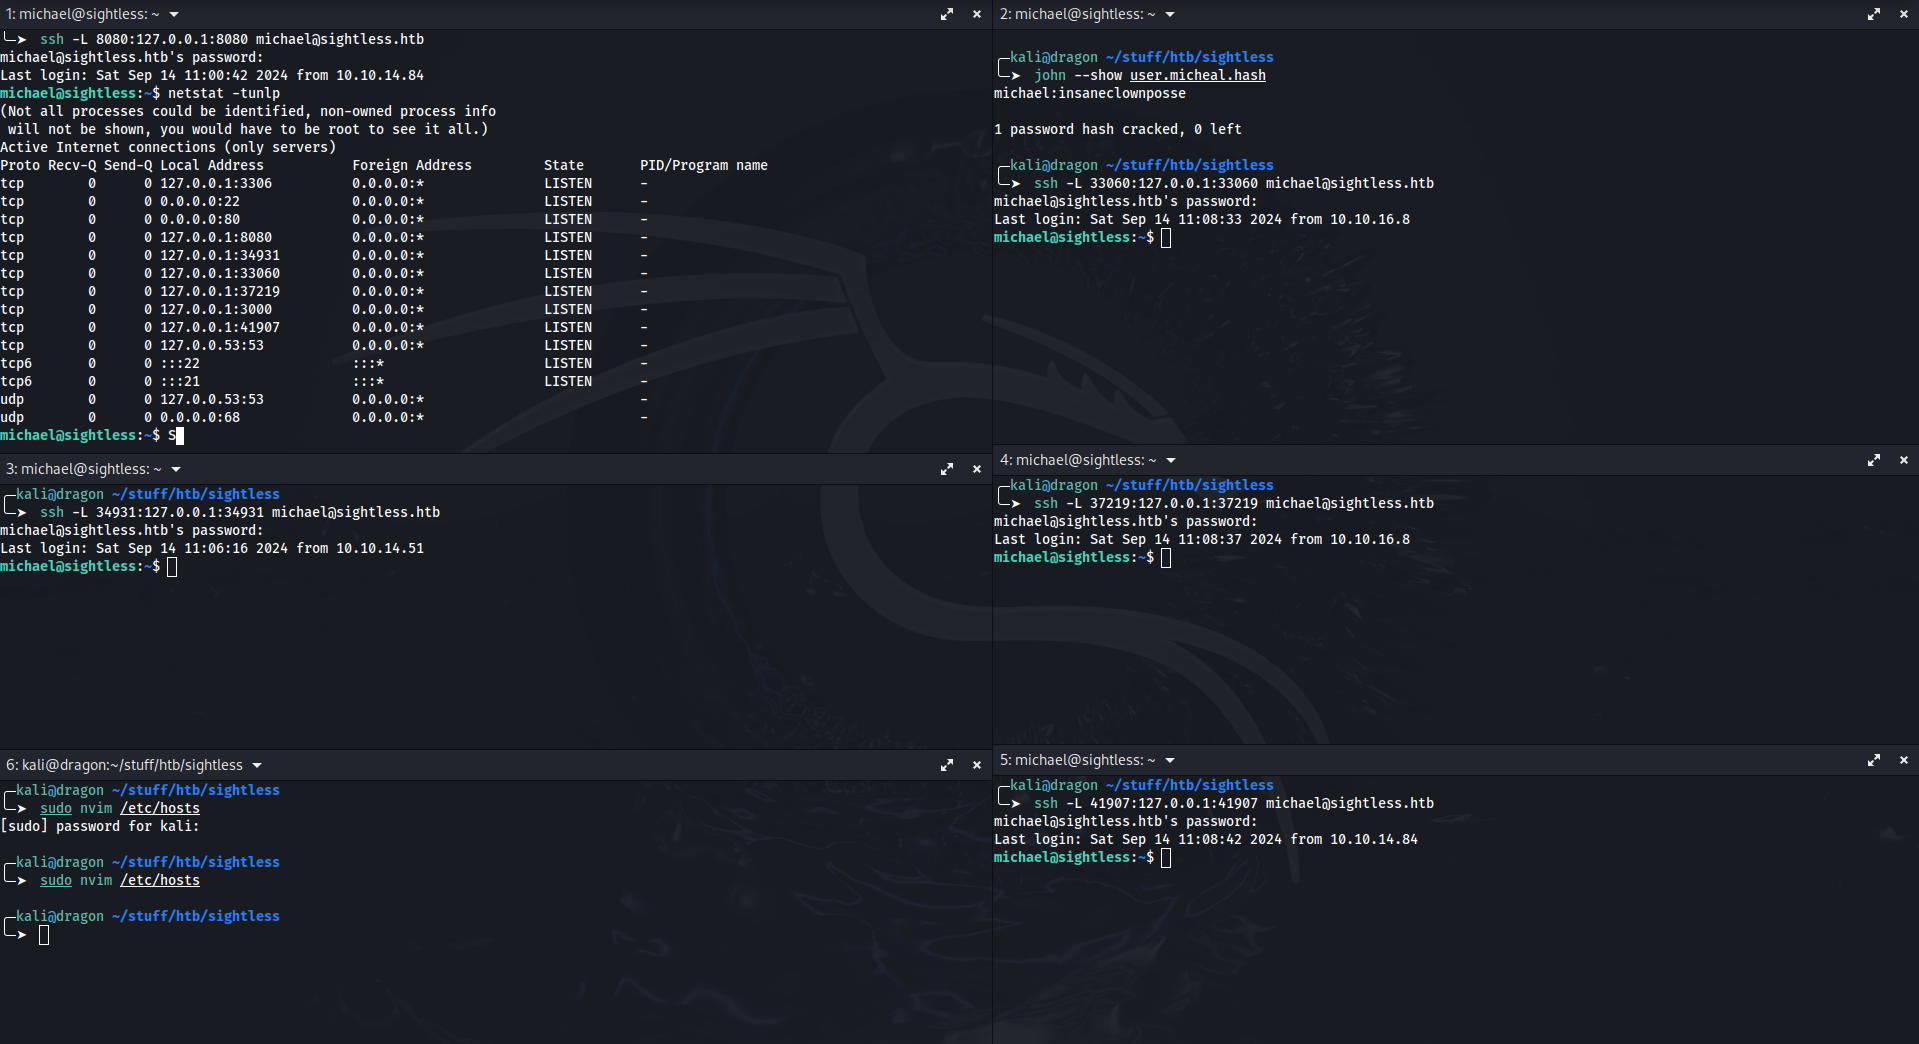 1: michael@sightless: ~
ssh -L 8080:127.0.0.1:8080 michael@sightless.htb
michael@sightless.htb's password:
Last login: Sat Sep 14 11:00:42 2024 from 10.10.14.84
michael@sightless:~$ netstat -tunlp
(Not all processes could be identified, non-owned process info
 will not be shown, you would have to be root to see it all.)
Active Internet connections (only servers)
Proto Recv-Q Send-Q Local Address           Foreign Address         State       PID/Program name
tcp        0      0 127.0.0.1:3306          0.0.0.0:*               LISTEN      -
tcp        0      0 0.0.0.0:22              0.0.0.0:*               LISTEN      -
tcp        0      0 0.0.0.0:80              0.0.0.0:*               LISTEN      -
tcp        0      0 127.0.0.1:8080          0.0.0.0:*               LISTEN      -
tcp        0      0 127.0.0.1:34931         0.0.0.0:*               LISTEN      -
tcp        0      0 127.0.0.1:33060         0.0.0.0:*               LISTEN      -
tcp        0      0 127.0.0.1:37219         0.0.0.0:*               LISTEN      -
tcp        0      0 127.0.0.1:3000          0.0.0.0:*               LISTEN      -
tcp        0      0 127.0.0.1:41907         0.0.0.0:*               LISTEN      -
tcp        0      0 127.0.0.53:53           0.0.0.0:*               LISTEN      -
tcp6       0      0 :::22                   :::*                    LISTEN      -
tcp6       0      0 :::21                   :::*                    LISTEN      -
udp        0      0 127.0.0.53:53           0.0.0.0:*                           -
udp        0      0 0.0.0.0:68              0.0.0.0:*                           -
michael@sightless:~$ S
2: michael@sightless: ~
kali@dragon ~/stuff/htb/sightless
john --show user.micheal.hash
michael:insaneclownposse
1 password hash cracked, 0 left
kali@dragon ~/stuff/htb/sightless
ssh -L 33060:127.0.0.1:33060 michael@sightless.htb
michael@sightless.htb's password:
Last login: Sat Sep 14 11:08:33 2024 from 10.10.16.8
michael@sightless:~$
3: michael@sightless: ~
kali@dragon ~/stuff/htb/sightless
ssh -L 34931:127.0.0.1:34931 michael@sightless.htb
michael@sightless.htb's password:
Last login: Sat Sep 14 11:06:16 2024 from 10.10.14.51
michael@sightless:~$
4: michael@sightless: ~
kali@dragon ~/stuff/htb/sightless
ssh -L 37219:127.0.0.1:37219 michael@sightless.htb
michael@sightless.htb's password:
Last login: Sat Sep 14 11:08:37 2024 from 10.10.16.8
michael@sightless:~$
6: kali@dragon:~/stuff/htb/sightless
kali@dragon ~/stuff/htb/sightless
sudo nvim /etc/hosts
[sudo] password for kali:
kali@dragon ~/stuff/htb/sightless
sudo nvim /etc/hosts
kali@dragon ~/stuff/htb/sightless
5: michael@sightless: ~
kali@dragon ~/stuff/htb/sightless
ssh -L 41907:127.0.0.1:41907 michael@sightless.htb
michael@sightless.htb's password:
Last login: Sat Sep 14 11:08:42 2024 from 10.10.14.84
michael@sightless:~$